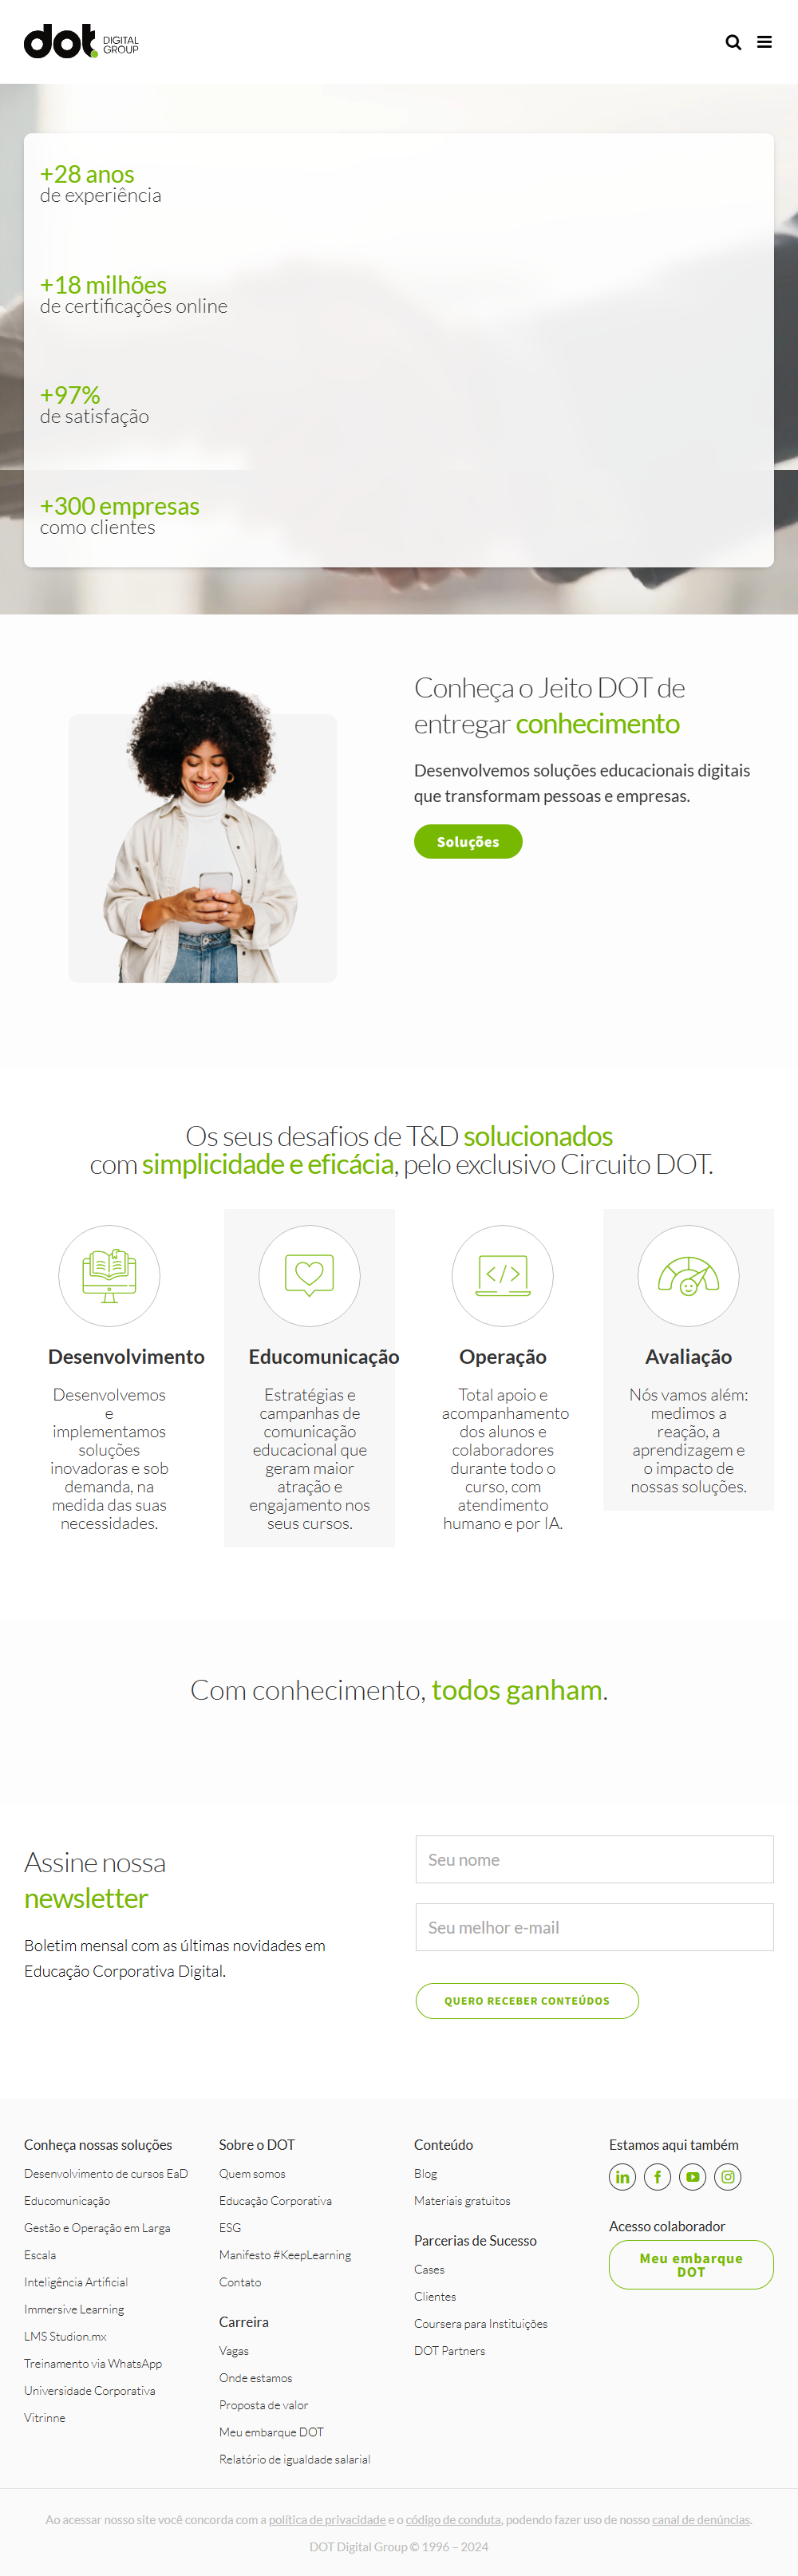 dot DIGITAL
GROUP
+28 anos
de experiência
+18 milhões
de certificações online
+97%
de satisfação
+300 empresas
como clientes
Conheça o Jeito DOT de
entregar conhecimento
Desenvolvemos soluções educacionais digitais
que transformam pessoas e empresas.
Soluções
Os seus desafios de T&D solucionados
com simplicidade e eficácia, pelo exclusivo Circuito DOT.
Desenvolvimento
Desenvolvemos
e
implementamos
soluções
inovadoras e sob
demanda, na
medida das suas
necessidades.
Educomunicação
Estratégias e
campanhas de
comunicação
educacional que
geram maior
atração e
engajamento nos
seus cursos.
Operação
Total apoio e
acompanhamento
dos alunos e
colaboradores
durante todo o
curso, com
atendimento
humano e por IA.
Avaliação
Nós vamos além:
medimos a
reação, a
aprendizagem e
o impacto de
nossas soluções.
Com conhecimento, todos ganham.
Assine nossa
newsletter
Boletim mensal com as últimas novidades em
Educação Corporativa Digital.
Seu nome
Seu melhor e-mail
QUERO RECEBER CONTEÚDOS
Conheça nossas soluções
Desenvolvimento de cursos EaD
Educomunicação
Gestão e Operação em Larga
Escala
Inteligência Artificial
Immersive Learning
LMS Studion.mx
Treinamento via WhatsApp
Universidade Corporativa
Vitrinne
Sobre o DOT
Quem somos
Educação Corporativa
ESG
Manifesto #KeepLearning
Contato
Carreira
Vagas
Onde estamos
Proposta de valor
Meu embarque DOT
Relatório de igualdade salarial
Conteúdo
Blog
Materiais gratuitos
Parcerias de Sucesso
Cases
Clientes
Coursera para Instituições
DOT Partners
Estamos aqui também
Acesso colaborador
Meu embarque
DOT
Ao acessar nosso site você concorda com a política de privacidade e o código de conduta, podendo fazer uso de nosso canal de denúncias.
DOT Digital Group © 1996 – 2024